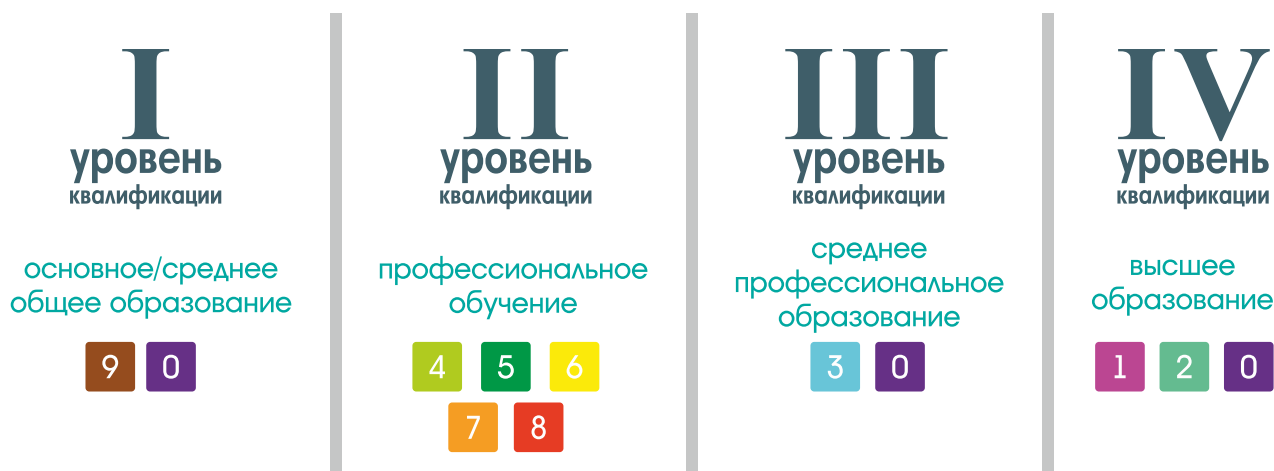 I
уровень
квалификации
основное/среднее
общее образование
9 0
II
уровень
квалификации
профессиональное
обучение
4 5 6
7 8
III
уровень
квалификации
среднее
профессиональное
образование
3 0
IV
уровень
квалификации
высшее
образование
1 2 0